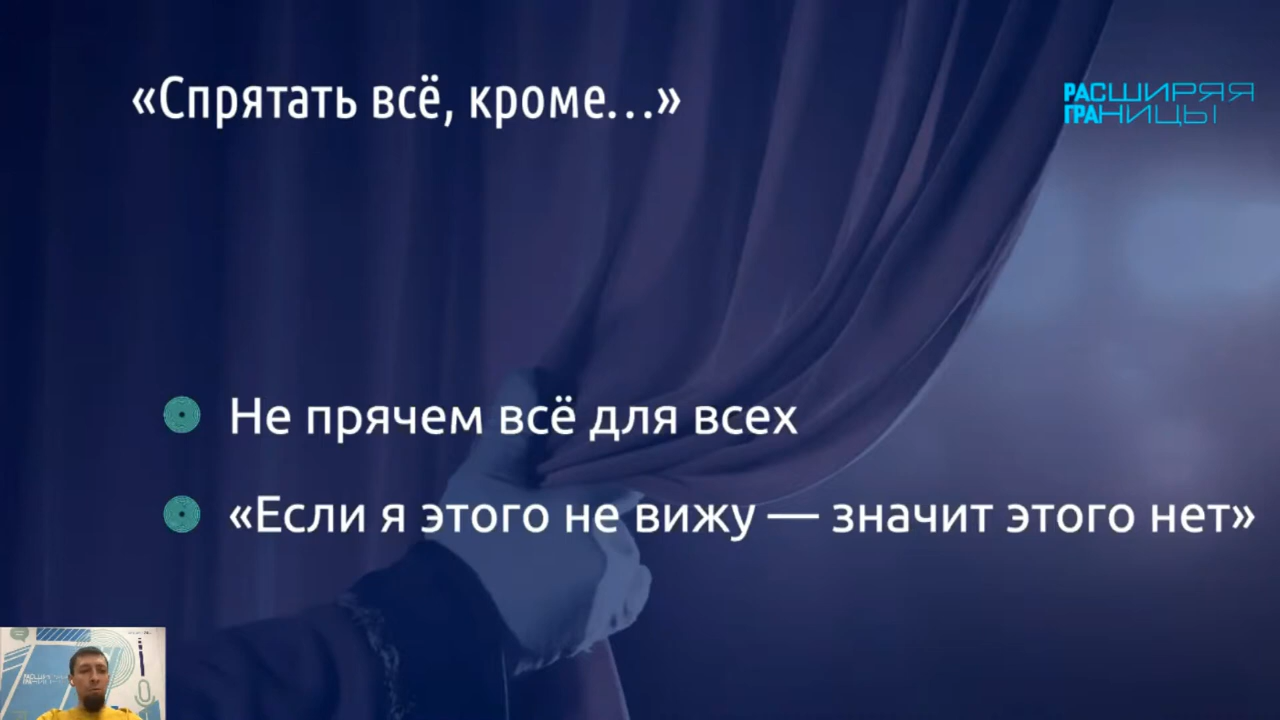 «Спрятать всё, кроме...»
РАСШИРЯЯ
ГРАНИЦЫ
Не прячем всё для всех
«Если я этого не вижу — значит этого нет»